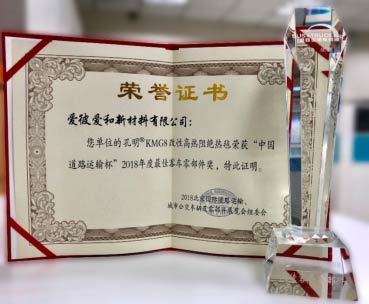 荣誉证书
爱彼爱和新材料有限公司：
您单位的孔明®KMG8改性高热阻绝热毡荣获“中国
道路运输杯”2018年度最佳客车零部件奖，特此证明。
2018北京国际道路运输、
城市公交车辆及零部件展览会组委会